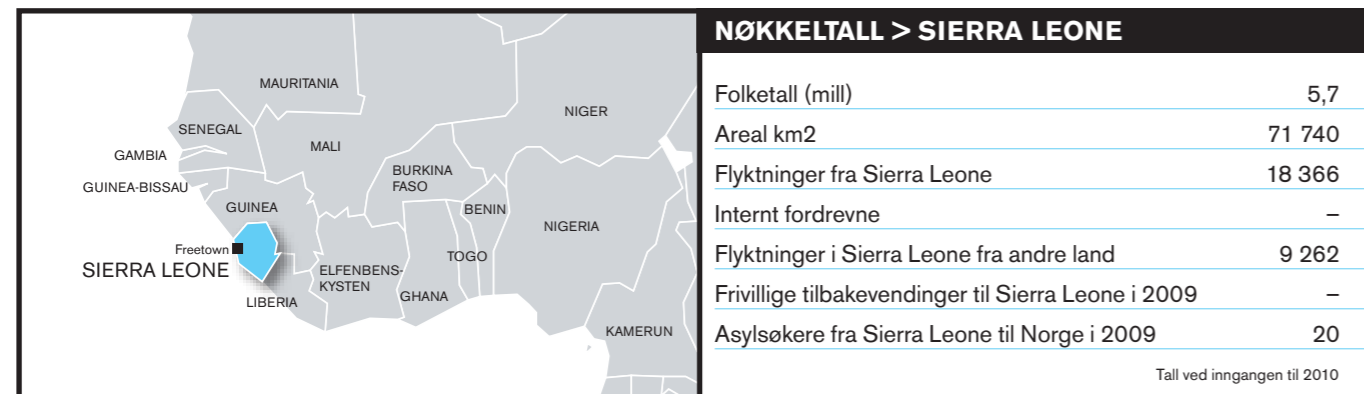 MAURITANIA
NIGER
SENEGAL
MALI
GAMBIA
BURKINA
FASO
GUINEA-BISSAU
GUINEA
BENIN
NIGERIA
Freetown
SIERRA LEONE
TOGO
ELFENBENS-
KYSTEN
GHANA
LIBERIA
KAMERUN
NØKKELTALL > SIERRA LEONE
Folketall (mill) 5,7
Areal km2 71 740
Flyktninger fra Sierra Leone 18 366
Internt fordrevne –
Flyktninger i Sierra Leone fra andre land 9 262
Frivillige tilbakevendinger til Sierra Leone i 2009 –
Asylsøkere fra Sierra Leone til Norge i 2009 20
Tall ved inngangen til 2010